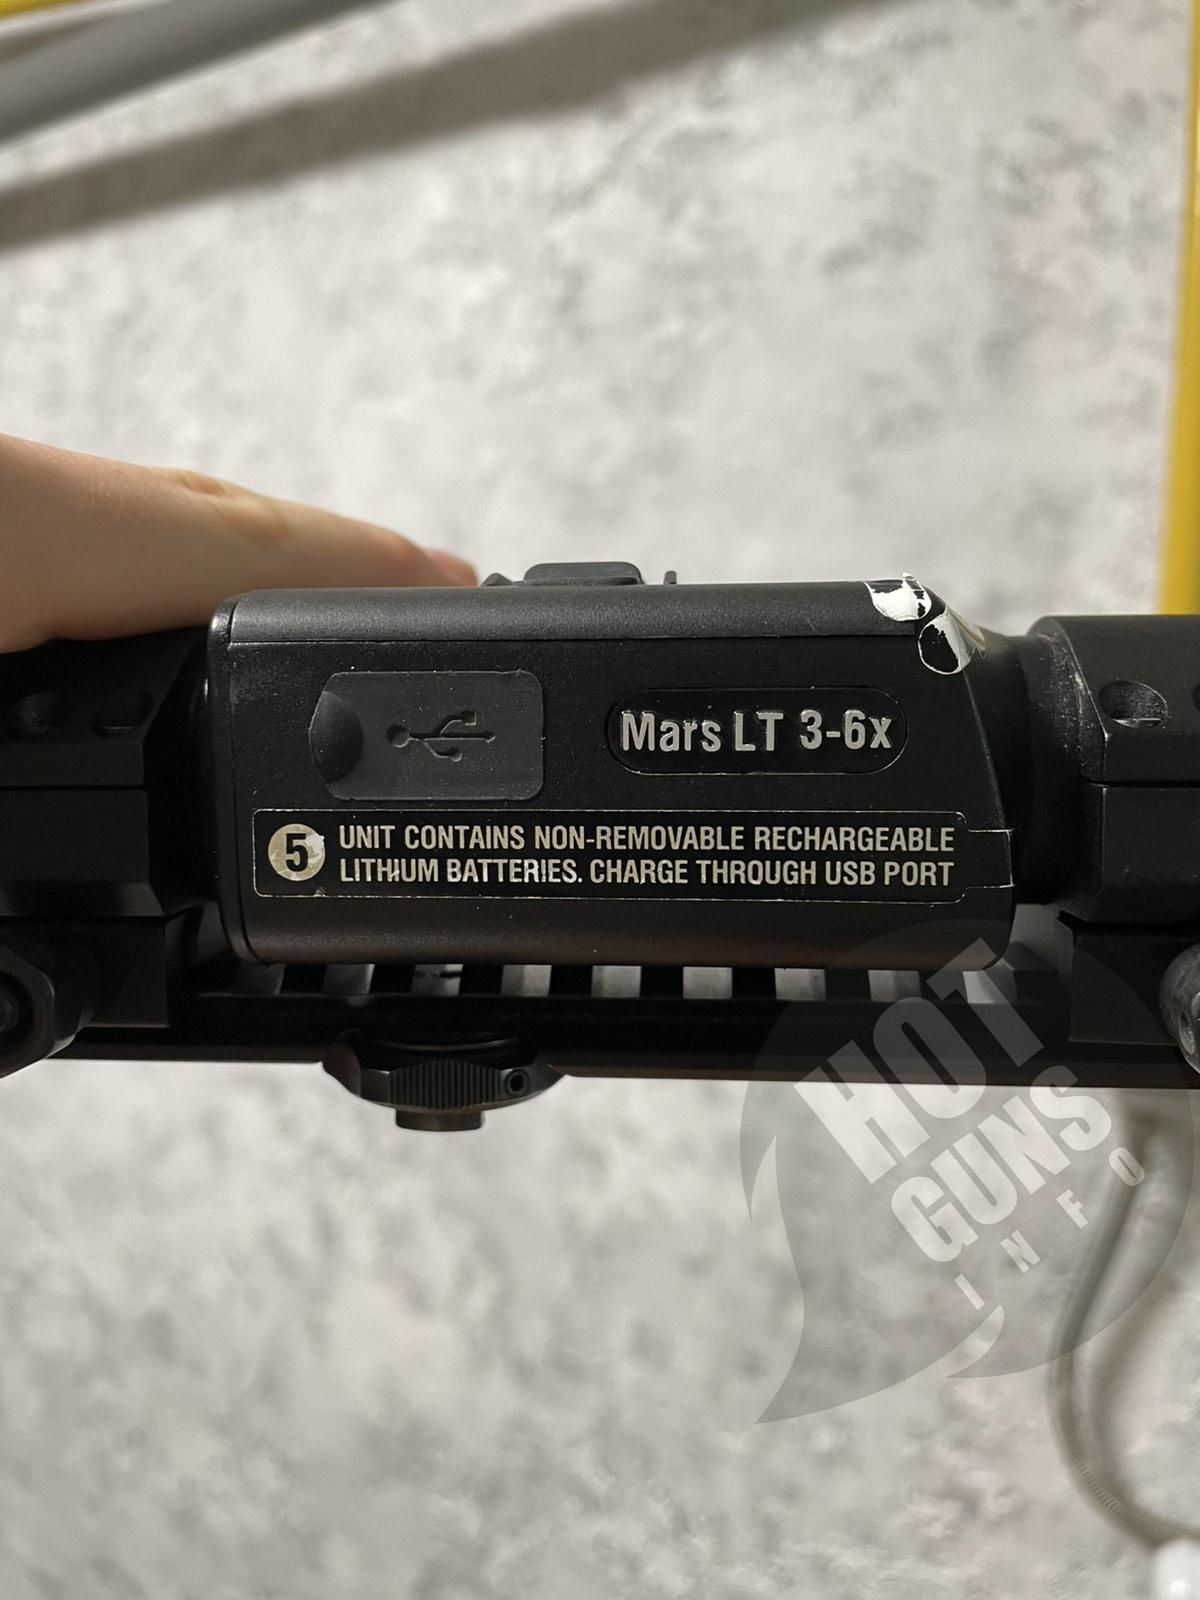 Mars LT 3-6x
5 UNIT CONTAINS NON-REMOVABLE RECHARGEABLE
LITHIUM BATTERIES. CHARGE THROUGH USB PORT
HOT
GUNS
INFO